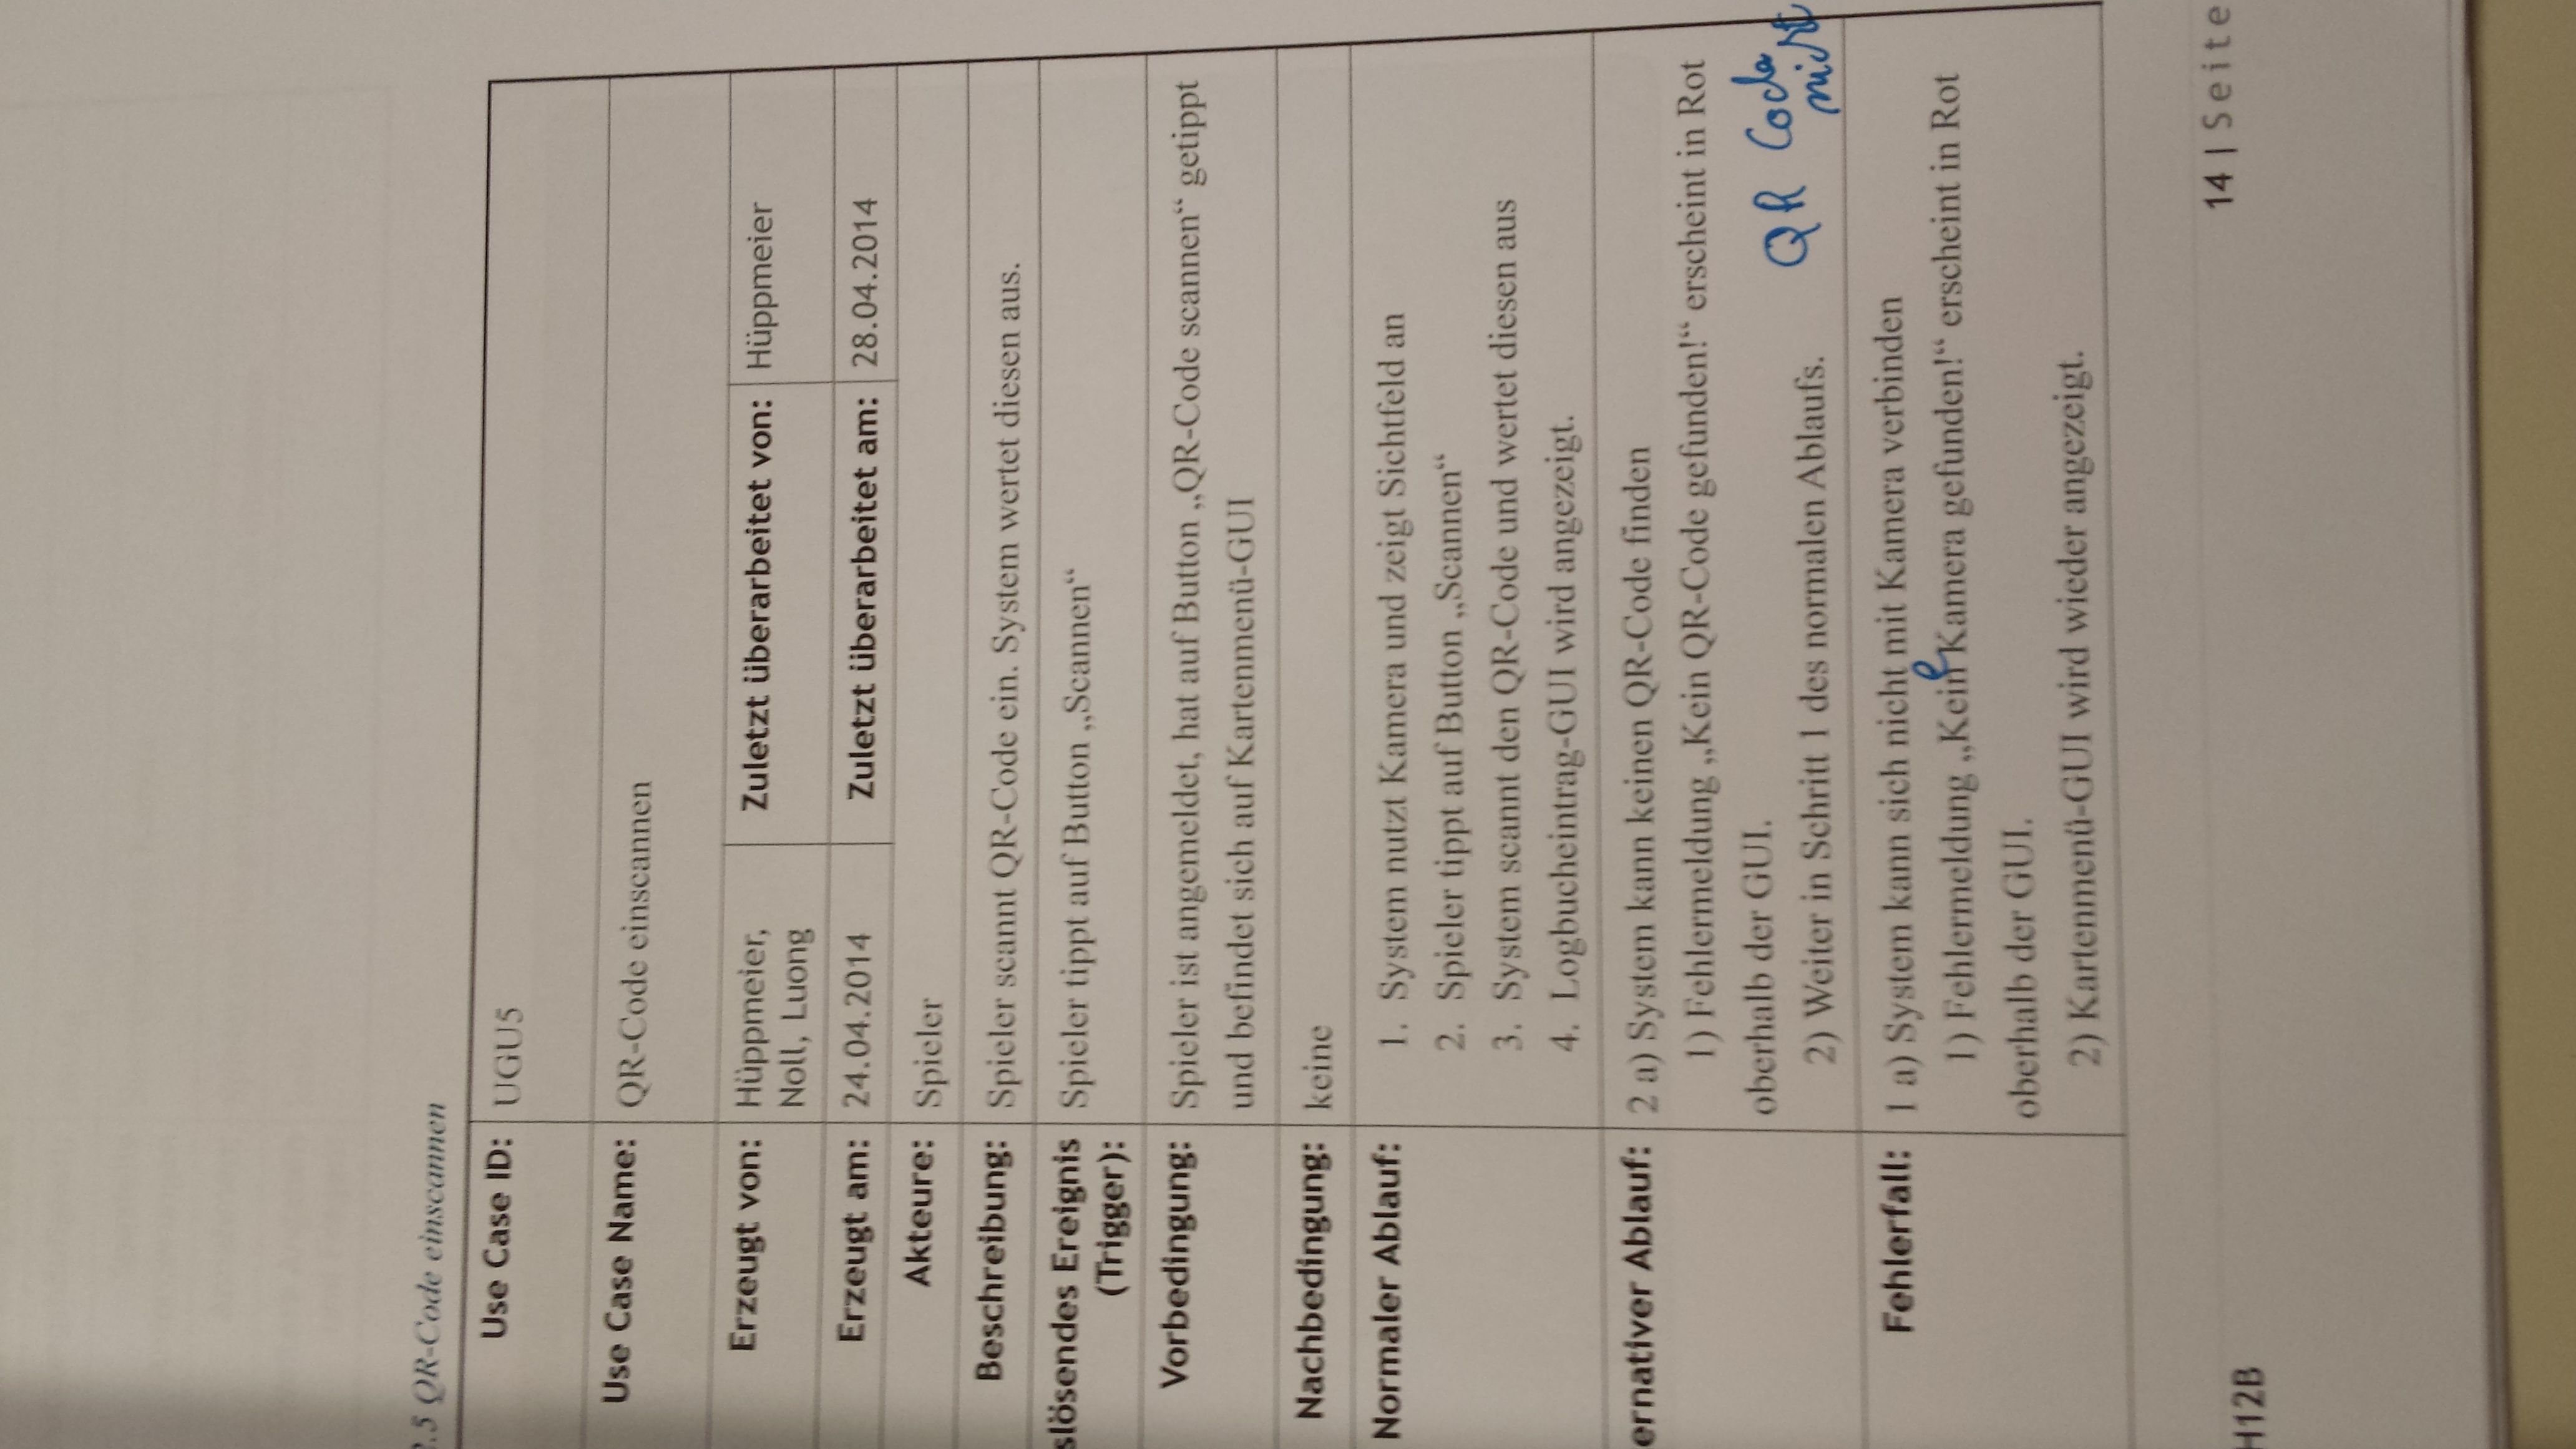 .5 QR-Code einscannen
Use Case ID: UGU5
Use Case Name: QR-Code einscannen
Erzeugt von: Hüppmeier, Zuletzt überarbeitet von: Hüppmeier
Noll, Luong
Erzeugt am: 24.04.2014 Zuletzt überarbeitet am: 28.04.2014
Akteure: Spieler
Beschreibung: Spieler scannt QR-Code ein. System wertet diesen aus.
slösendes Ereignis Spieler tippt auf Button „Scannen“
(Trigger):
Vorbedingung: Spieler ist angemeldet, hat auf Button „QR-Code scannen“ getippt
und befindet sich auf Kartenmenü-GUI
Nachbedingung: keine
Normaler Ablauf: 1. System nutzt Kamera und zeigt Sichtfeld an
2. Spieler tippt auf Button „Scannen“
3. System scannt den QR-Code und wertet diesen aus
4. Logbucheintrag-GUI wird angezeigt.
ernativer Ablauf: 2 a) System kann keinen QR-Code finden
1) Fehlermeldung „Kein QR-Code gefunden!“ erscheint in Rot
oberhalb der GUI.
QR Code
2) Weiter in Schritt 1 des normalen Ablaufs.
nicht
Fehlerfall: 1 a) System kann sich nicht mit Kamera verbinden
1) Fehlermeldung „Keine Kamera gefunden!“ erscheint in Rot
oberhalb der GUI.
2) Kartenmenü-GUI wird wieder angezeigt.
H12B
14 | Seite